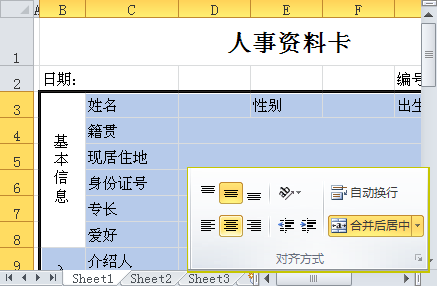 A B C D E F
1 人事资料卡
2 日期： 编号
3 姓名 性别 出生
4 籍贯
5 现居住地
6 身份证号
7 专长
8 爱好
9 介绍人
基
本
信
息
自动换行
合并后居中
对齐方式
Sheet1 Sheet2 Sheet3